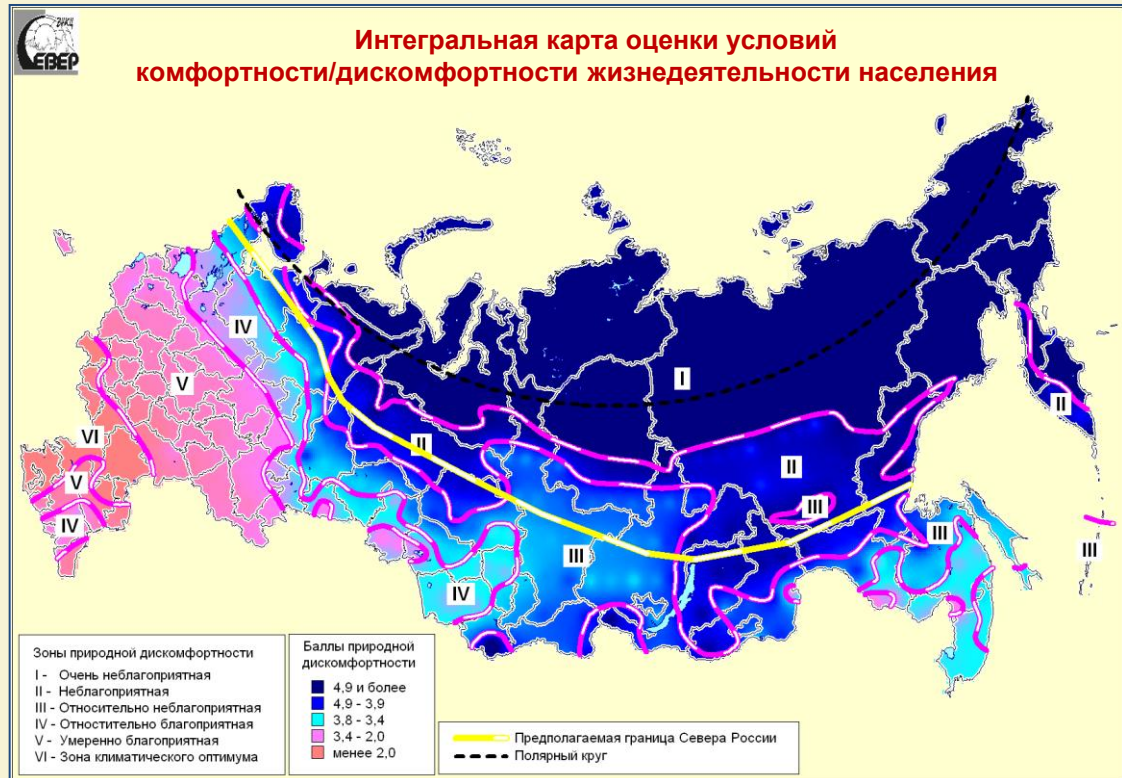 СЕВЕР
Интегральная карта оценки условий
комфортности/дискомфортности жизнедеятельности населения
IV
V
VI
V
IV
I
II
II
II
III
III
III
III
IV
Зоны природной дискомфортности
I - Очень неблагоприятная
II - Неблагоприятная
III - Относительно неблагоприятная
IV - Отностительно благоприятная
V - Умеренно благоприятная
VI - Зона климатического оптимума
Баллы природной
дискомфортности
4,9 и более
4,9 - 3,9
3,8 - 3,4
3,4 - 2,0
менее 2,0
Предполагаемая граница Севера России
Полярный круг